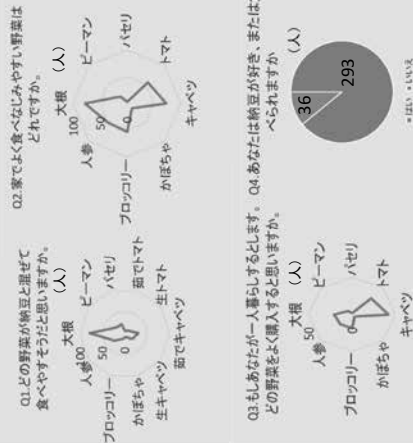 Q1.どの野菜が納豆と混ぜて
食べやすそうだと思いますか。
(人)
大根
ピーマン
パセリ
茹でトマト
生トマト
茹でキャベツ
生キャベツ
かぼちゃ
ブロッコリー
人参
100
50
0
Q2.家でよく食べなじみやすい野菜は
どれですか。
(人)
大根
ピーマン
パセリ
トマト
キャベツ
かぼちゃ
ブロッコリー
人参
100
50
0
Q3.もしあなたが一人暮らしするとします。
どの野菜をよく購入すると思いますか。
(人)
大根
ピーマン
パセリ
トマト
キャベツ
かぼちゃ
ブロッコリー
人参
50
0
Q4.あなたは納豆が好き、または
べられますか
(人)
36
293
はい いいえ